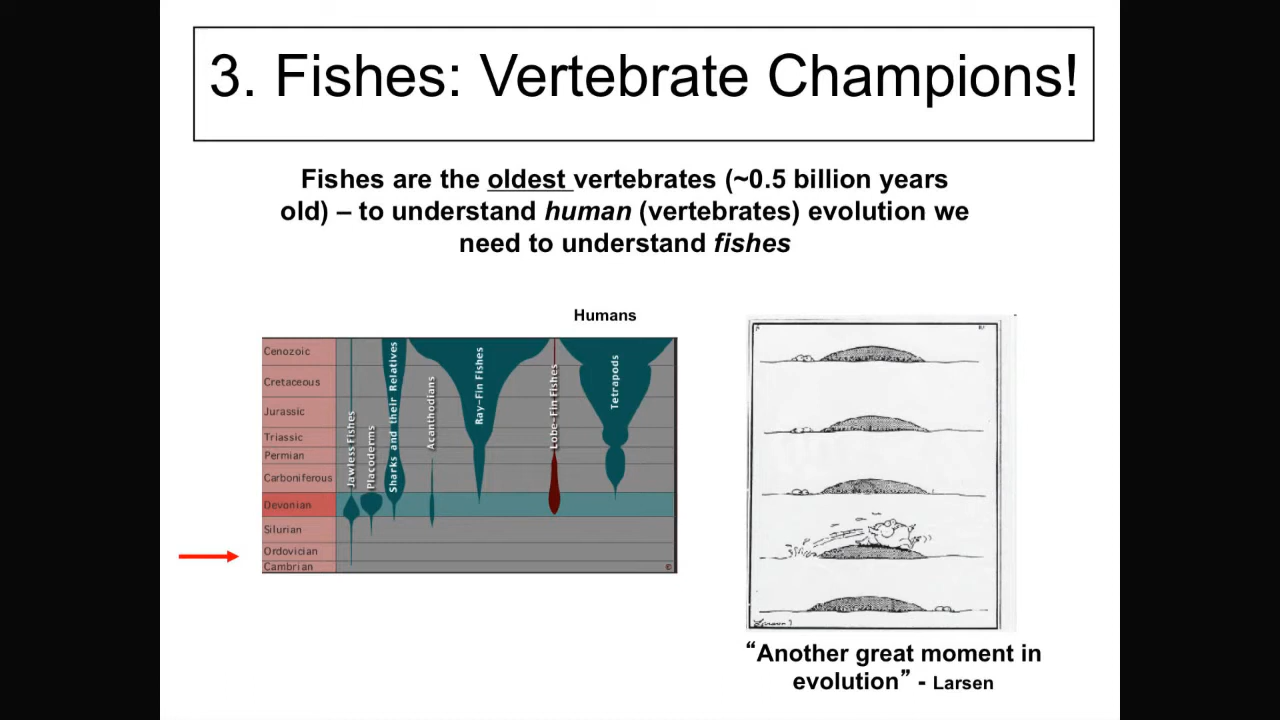 3. Fishes: Vertebrate Champions!
Fishes are the oldest vertebrates (~0.5 billion years
old) – to understand human (vertebrates) evolution we
need to understand fishes
Humans
Cenozoic
Cretaceous
Jurassic
Triassic
Permian
Carboniferous
Devonian
Silurian
Ordovician
Cambrian
Jawless Fishes
Placoderms
Sharks and their Relatives
Acanthodians
Ray-Fin Fishes
Lobe-Fin Fishes
Tetrapods
©
“Another great moment in
evolution” - Larsen